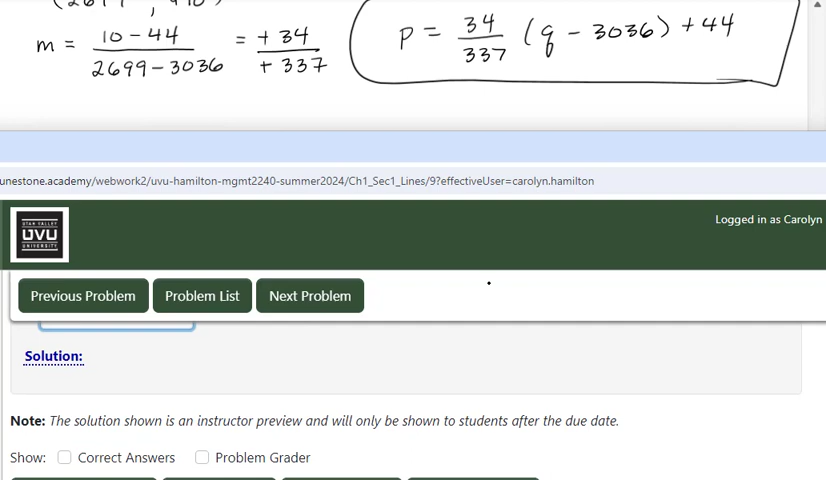 m = 10 - 44 / 2699 - 3036 = + 34 / + 337
p = 34 / 337 (q - 3036) + 44
unestone.academy/webwork2/uvu-hamilton-mgmt2240-summer2024/Ch1_Sec1_Lines/9?effectiveUser=carolyn.hamilton
UTAH VALLEY
UVU
UNIVERSITY
Logged in as Carolyn
Previous Problem Problem List Next Problem
Solution:
Note: The solution shown is an instructor preview and will only be shown to students after the due date.
Show: Correct Answers Problem Grader